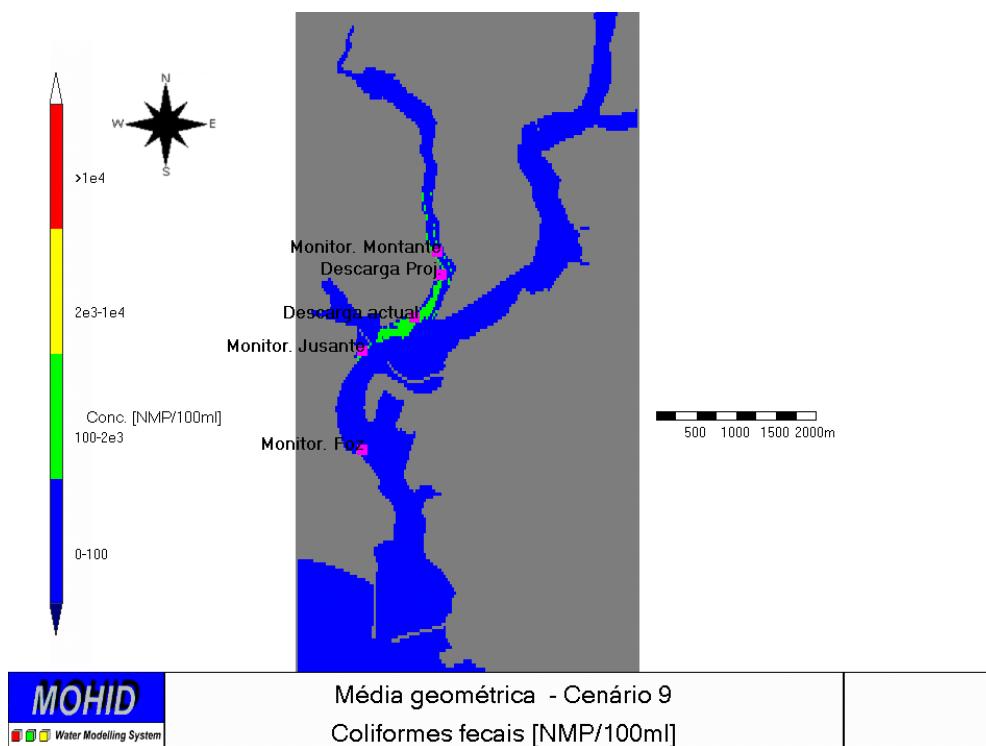 N
W E
S
>1e4
2e3-1e4
Conc. [NMP/100ml]
100-2e3
0-100
Monitor. Montante
Descarga Proj
Descarga actual
Monitor. Jusante
Monitor. Foz
500 1000 1500 2000m
MOHID
Water Modelling System
Média geométrica - Cenário 9
Coliformes fecais [NMP/100ml]